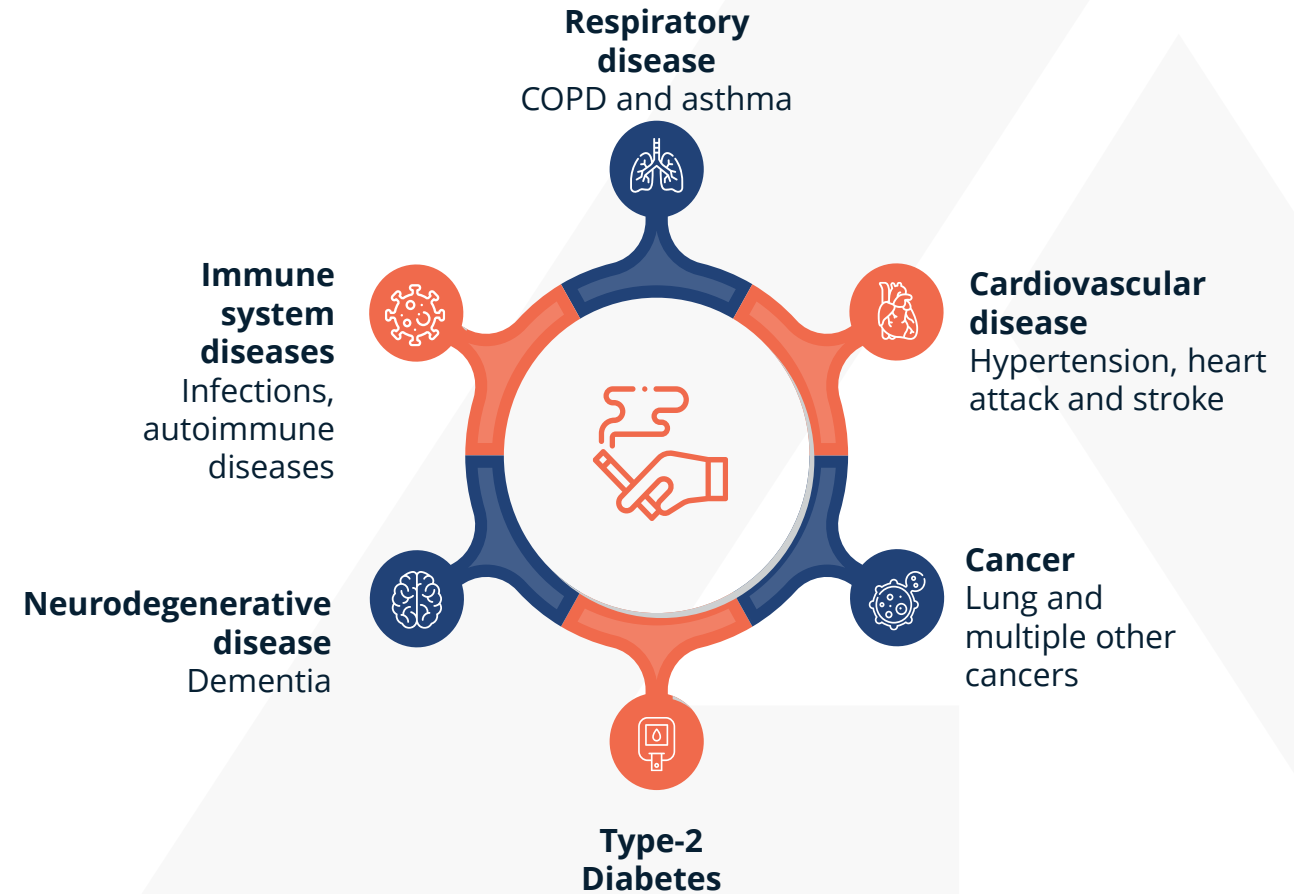 Respiratory
disease
COPD and asthma
Immune
system
diseases
Infections,
autoimmune
diseases
Cardiovascular
disease
Hypertension, heart
attack and stroke
Neurodegenerative
disease
Dementia
Cancer
Lung and
multiple other
cancers
Type-2
Diabetes